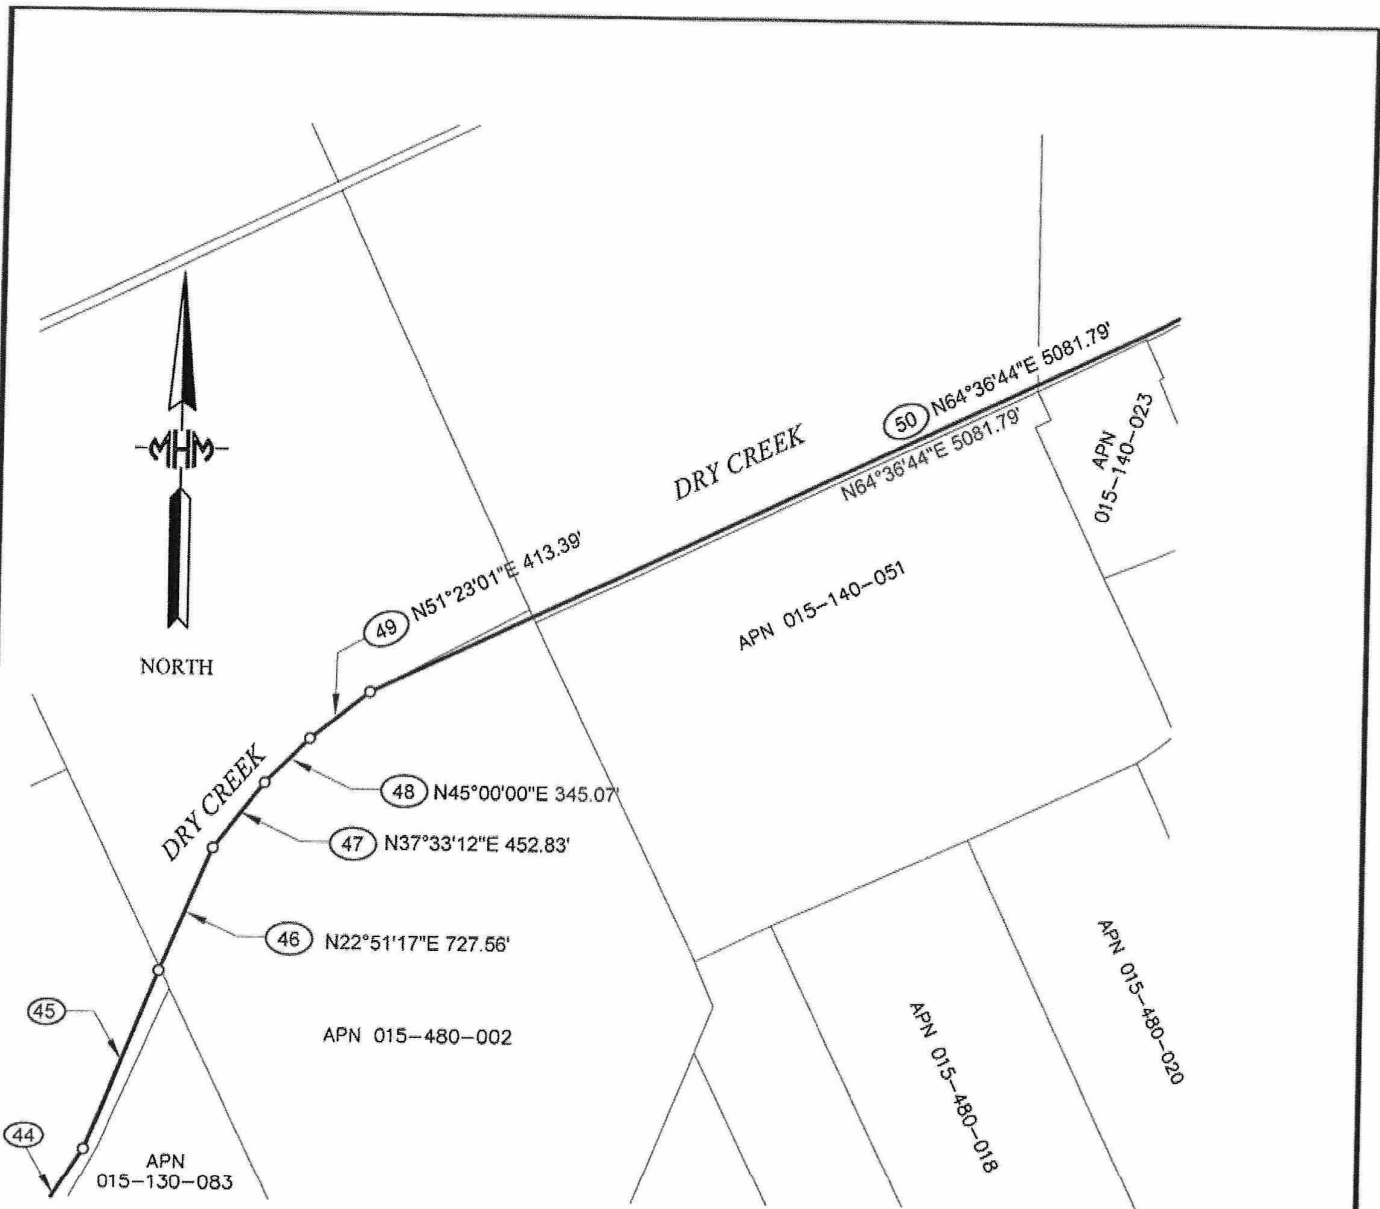 50 N64°36'44"E 5081.79'
N64°36'44"E 5081.79'
DRY CREEK
APN
015-140-023
49 N51°23'01"E 413.39'
APN 015-140-051
MHM
NORTH
DRY CREEK
48 N45°00'00"E 345.07'
47 N37°33'12"E 452.83'
46 N22°51'17"E 727.56'
45
APN 015-480-002
APN 015-480-020
APN 015-480-018
44
APN
015-130-083